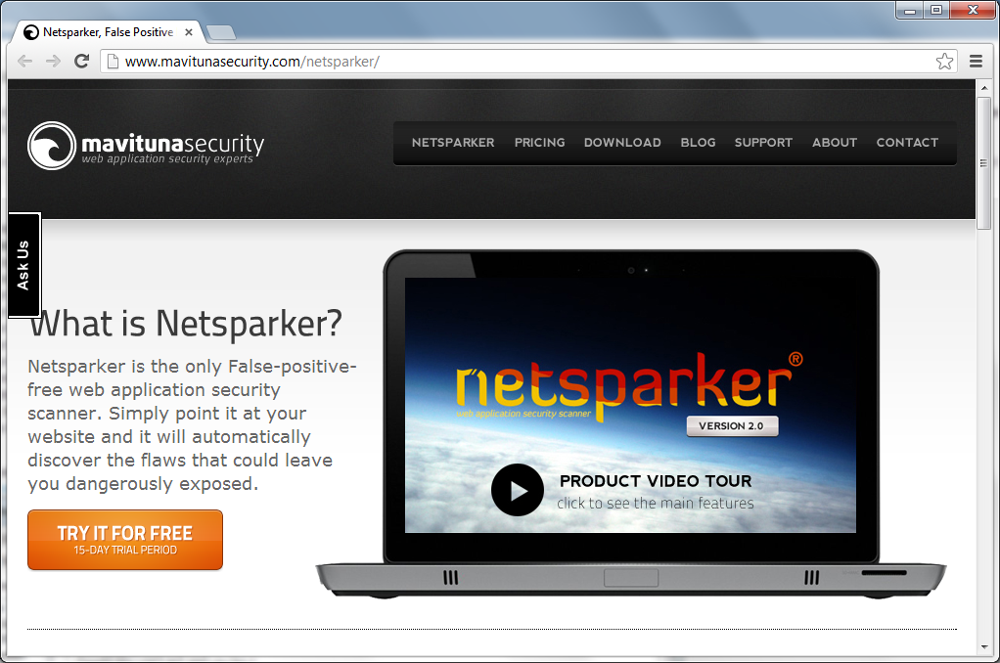 Netsparker, False Positive
www.mavitunasecurity.com/netsparker/
mavitunasecurity
web application security experts
NETSPARKER PRICING DOWNLOAD BLOG SUPPORT ABOUT CONTACT
Ask Us
What is Netsparker?
Netsparker is the only False-positive-
free web application security
scanner. Simply point it at your
website and it will automatically
discover the flaws that could leave
you dangerously exposed.
TRY IT FOR FREE
15-DAY TRIAL PERIOD
netsparker®
web application security scanner
VERSION 2.0
PRODUCT VIDEO TOUR
click to see the main features